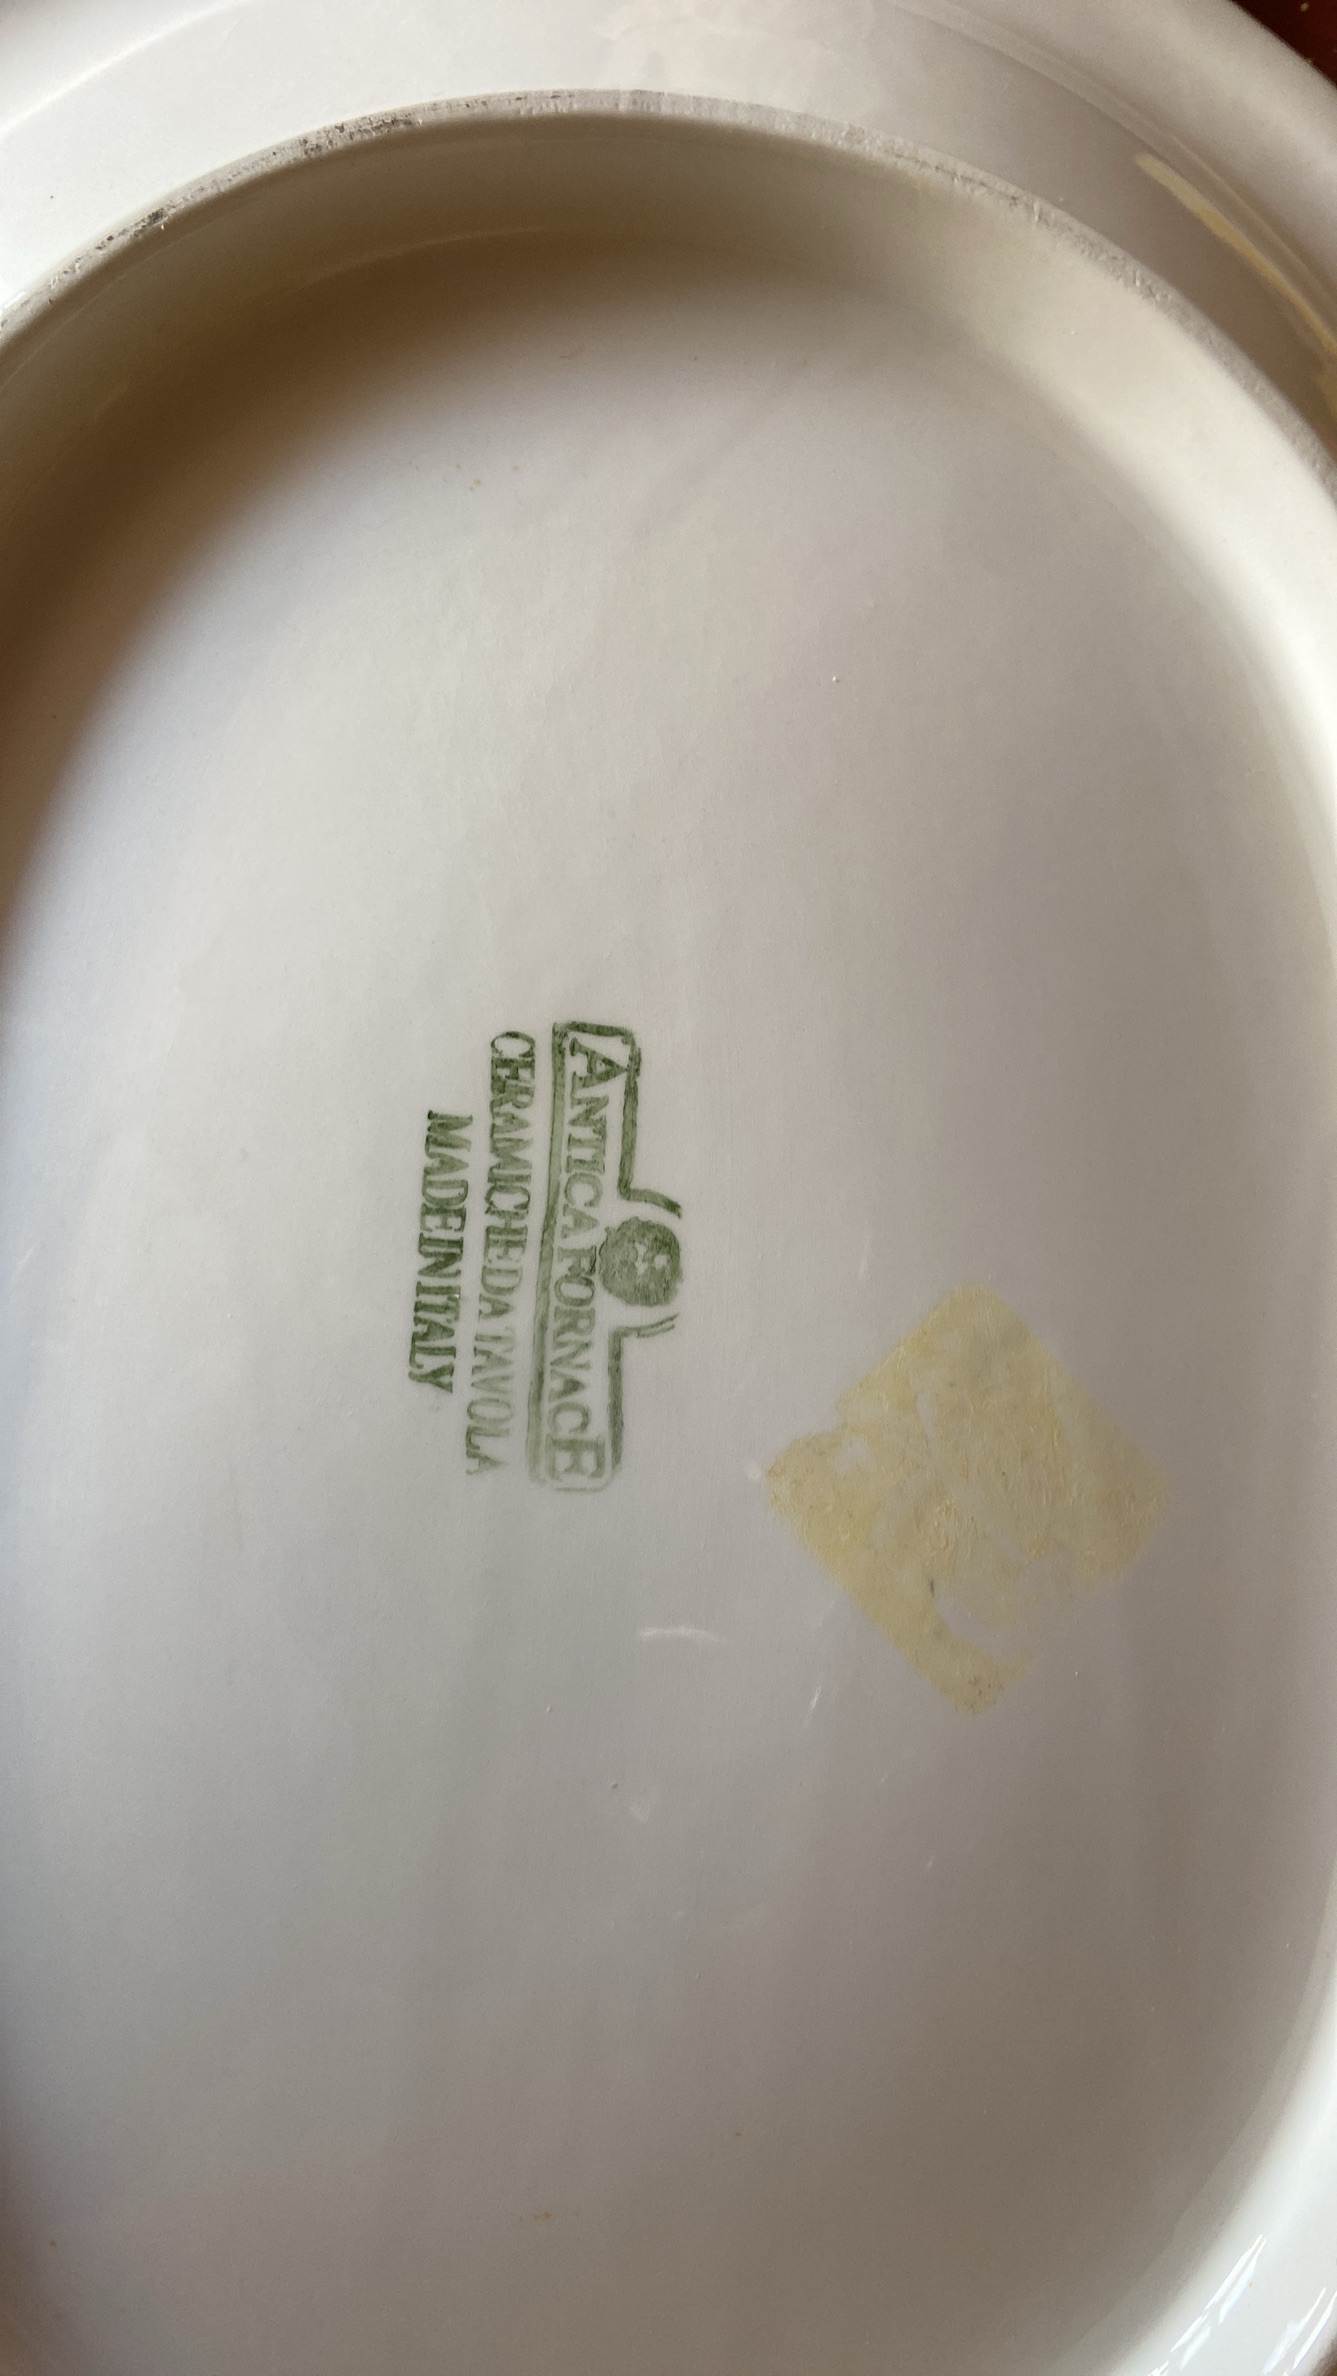 ANTICA FORNACE
CERAMICHE DA TAVOLA
MADE IN ITALY